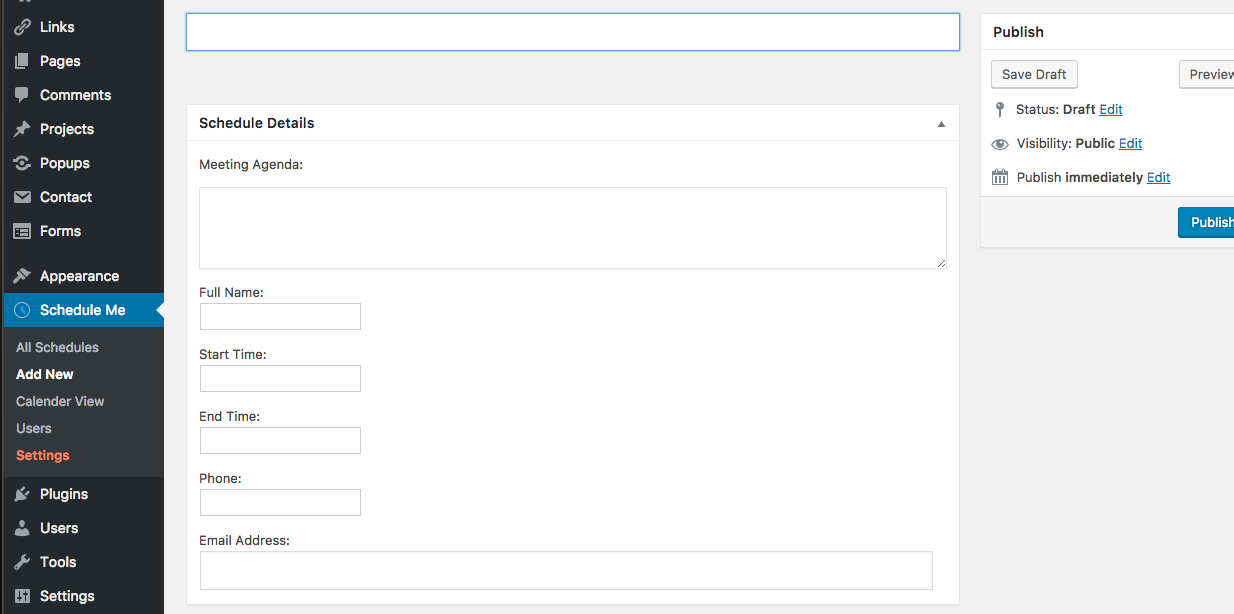 Links
Pages
Comments
Projects
Popups
Contact
Forms
Appearance
Schedule Me
All Schedules
Add New
Calender View
Users
Settings
Plugins
Users
Tools
Settings
Schedule Details
Meeting Agenda:
Full Name:
Start Time:
End Time:
Phone:
Email Address:
Publish
Save Draft
Preview
Status: Draft Edit
Visibility: Public Edit
Publish immediately Edit
Publish